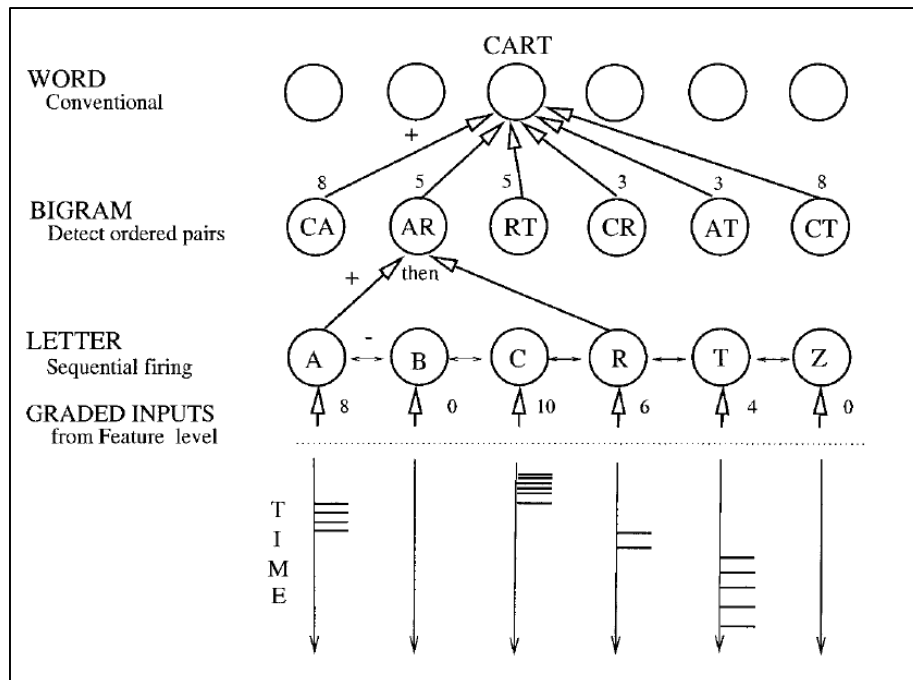 CART
WORD
Conventional
+
8 5 5 3 3 8
BIGRAM
Detect ordered pairs
CA AR RT CR AT CT
+ then
LETTER
Sequential firing
-
A B C R T Z
GRADED INPUTS
from Feature level
8 0 10 6 4 0
T
I
M
E